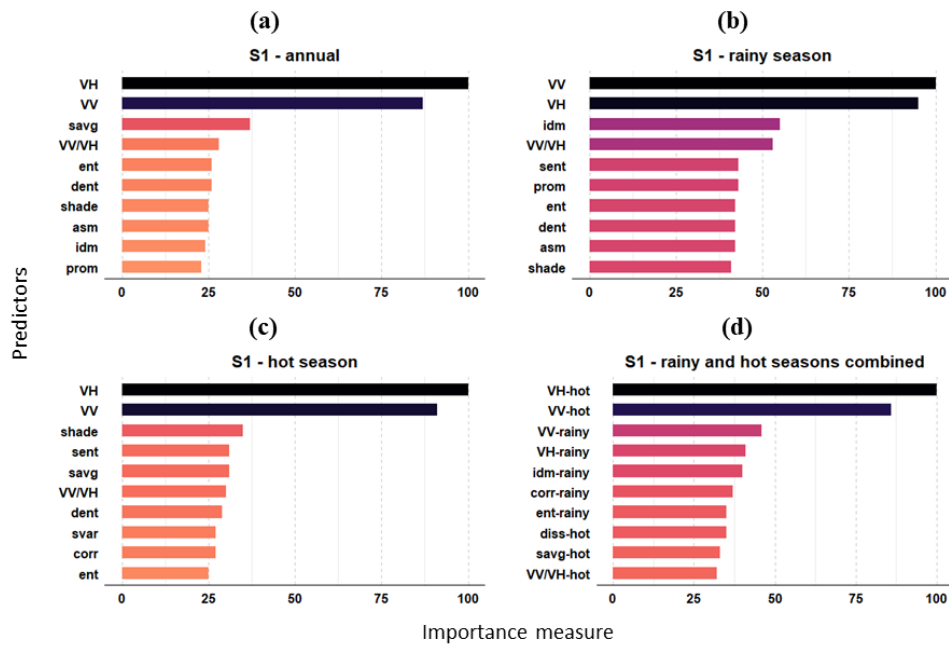 (a)
S1 - annual
VH
VV
savg
VV/VH
ent
dent
shade
asm
idm
prom
0 25 50 75 100
(b)
S1 - rainy season
VV
VH
idm
VV/VH
sent
prom
ent
dent
asm
shade
0 25 50 75 100
Predictors
(c)
S1 - hot season
VH
VV
shade
sent
savg
VV/VH
dent
svar
corr
ent
0 25 50 75 100
(d)
S1 - rainy and hot seasons combined
VH-hot
VV-hot
VV-rainy
VH-rainy
idm-rainy
corr-rainy
ent-rainy
diss-hot
savg-hot
VV/VH-hot
0 25 50 75 100
Importance measure